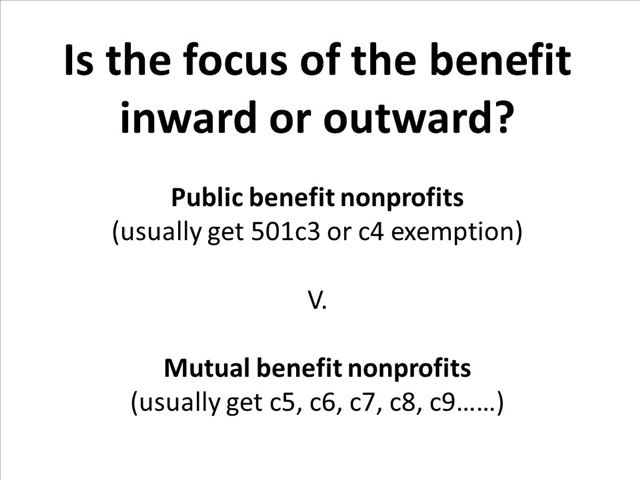 Is the focus of the benefit
inward or outward?
Public benefit nonprofits
(usually get 501c3 or c4 exemption)
V.
Mutual benefit nonprofits
(usually get c5, c6, c7, c8, c9……)